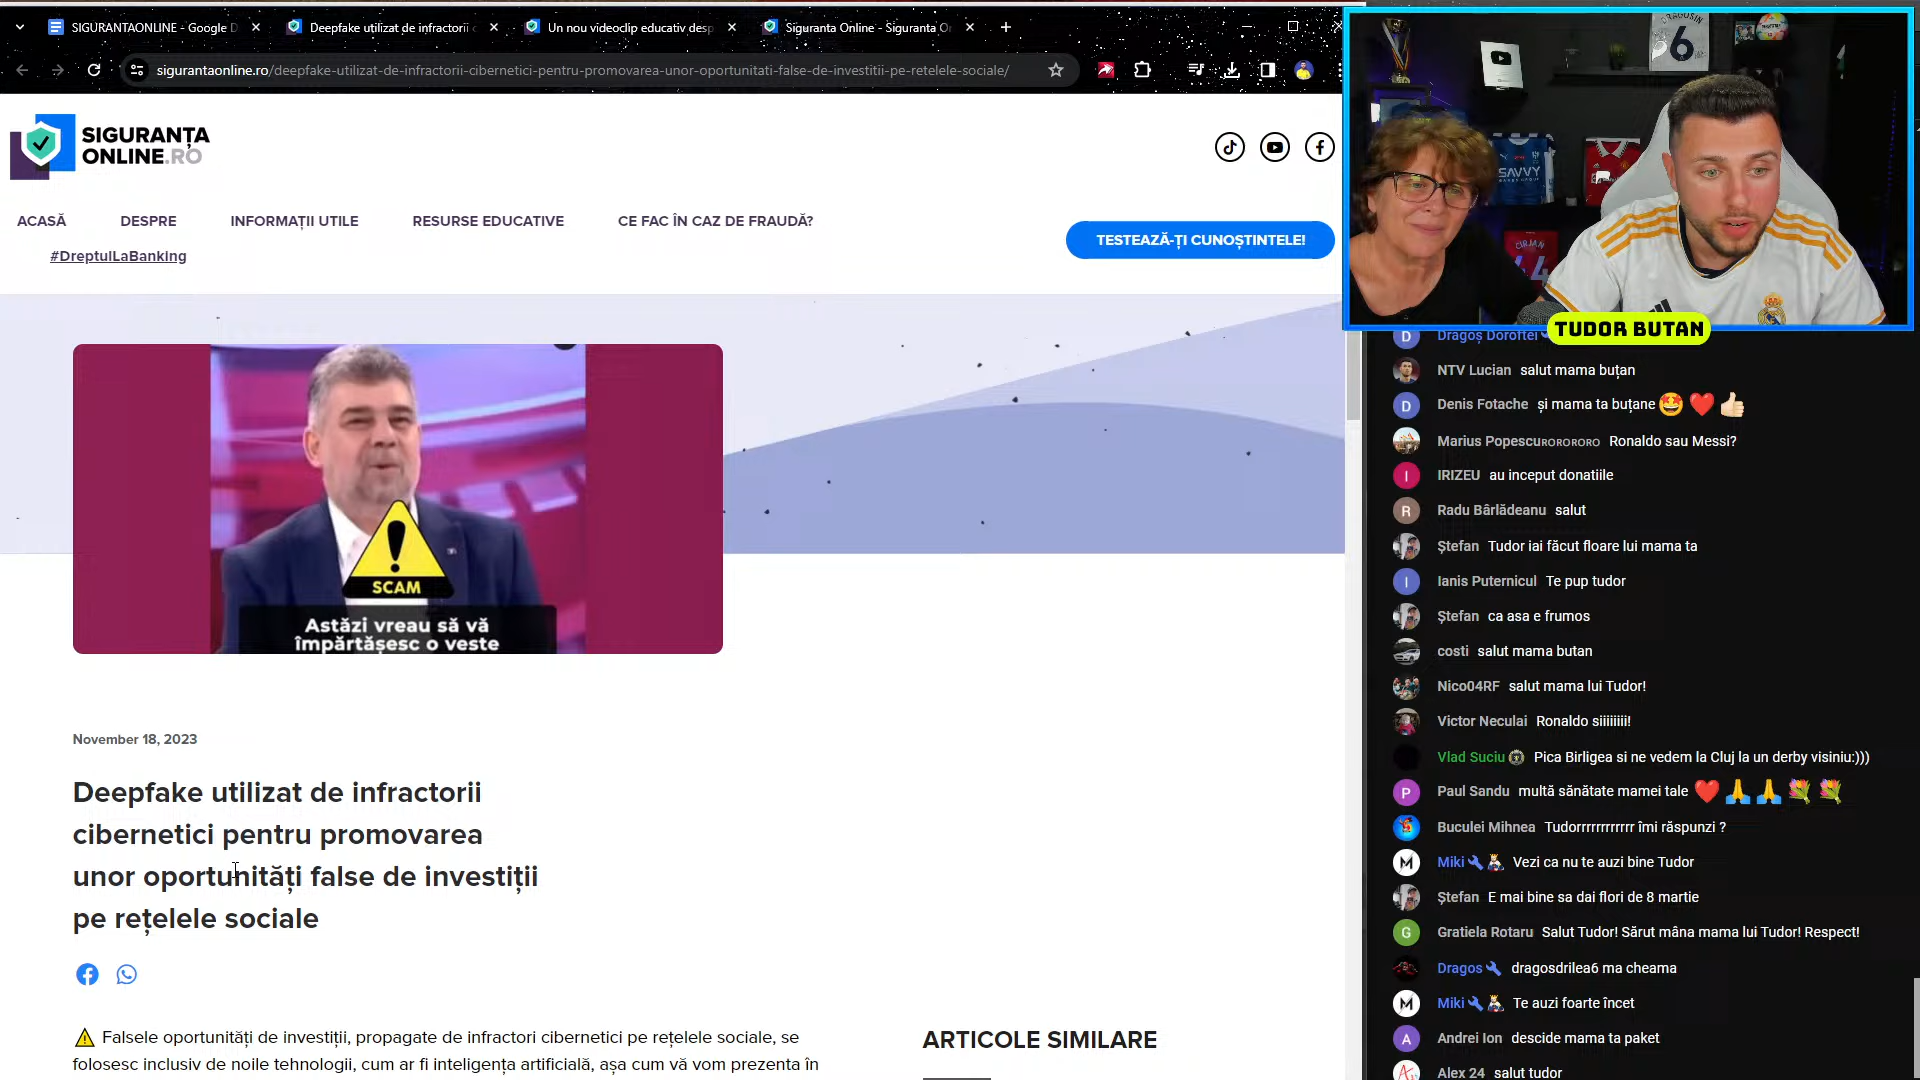 SIGURANTAONLINE - Google D
Deepfake utilizat de infractorii c
Un nou videoclip educativ desp
Siguranta Online - Siguranta O
sigurantaonline.ro/deepfake-utilizat-de-infractorii-cibernetici-pentru-promovarea-unor-oportunitati-false-de-investitii-pe-retelele-sociale/
SIGURANȚA
ONLINE.RO
ACASĂ
DESPRE
INFORMAȚII UTILE
RESURSE EDUCATIVE
CE FAC ÎN CAZ DE FRAUDĂ?
TESTEAZĂ-ȚI CUNOȘTINTELE!
#DreptulLaBanking
SCAM
Astăzi vreau să vă
împărtășesc o veste
November 18, 2023
Deepfake utilizat de infractorii
cibernetici pentru promovarea
unor oportunități false de investiții
pe rețelele sociale
Falsele oportunități de investiții, propagate de infractori cibernetici pe rețelele sociale, se
folosesc inclusiv de noile tehnologii, cum ar fi inteligența artificială, așa cum vă vom prezenta în
ARTICOLE SIMILARE
DRAGOSIN
6
SAVVY
CIRJAN
44
TUDOR BUTAN
D Dragoș Doroftei
NTV Lucian salut mama buțan
D Denis Fotache și mama ta buțane
Marius Popescurorororo Ronaldo sau Messi?
I IRIZEU au inceput donatiile
R Radu Bârlădeanu salut
Ștefan Tudor iai făcut floare lui mama ta
I Ianis Puternicul Te pup tudor
Ștefan ca asa e frumos
costi salut mama butan
Nico04RF salut mama lui Tudor!
Victor Neculai Ronaldo siiiiiiii!
Vlad Suciu Pica Birligea si ne vedem la Cluj la un derby visiniu:)))
P Paul Sandu multă sănătate mamei tale
Buculei Mihnea Tudorrrrrrrrrrr îmi răspunzi ?
M Miki Vezi ca nu te auzi bine Tudor
Ștefan E mai bine sa dai flori de 8 martie
G Gratiela Rotaru Salut Tudor! Sărut mâna mama lui Tudor! Respect!
Dragos dragosdrilea6 ma cheama
M Miki Te auzi foarte încet
A Andrei Ion descide mama ta paket
Alex 24 salut tudor